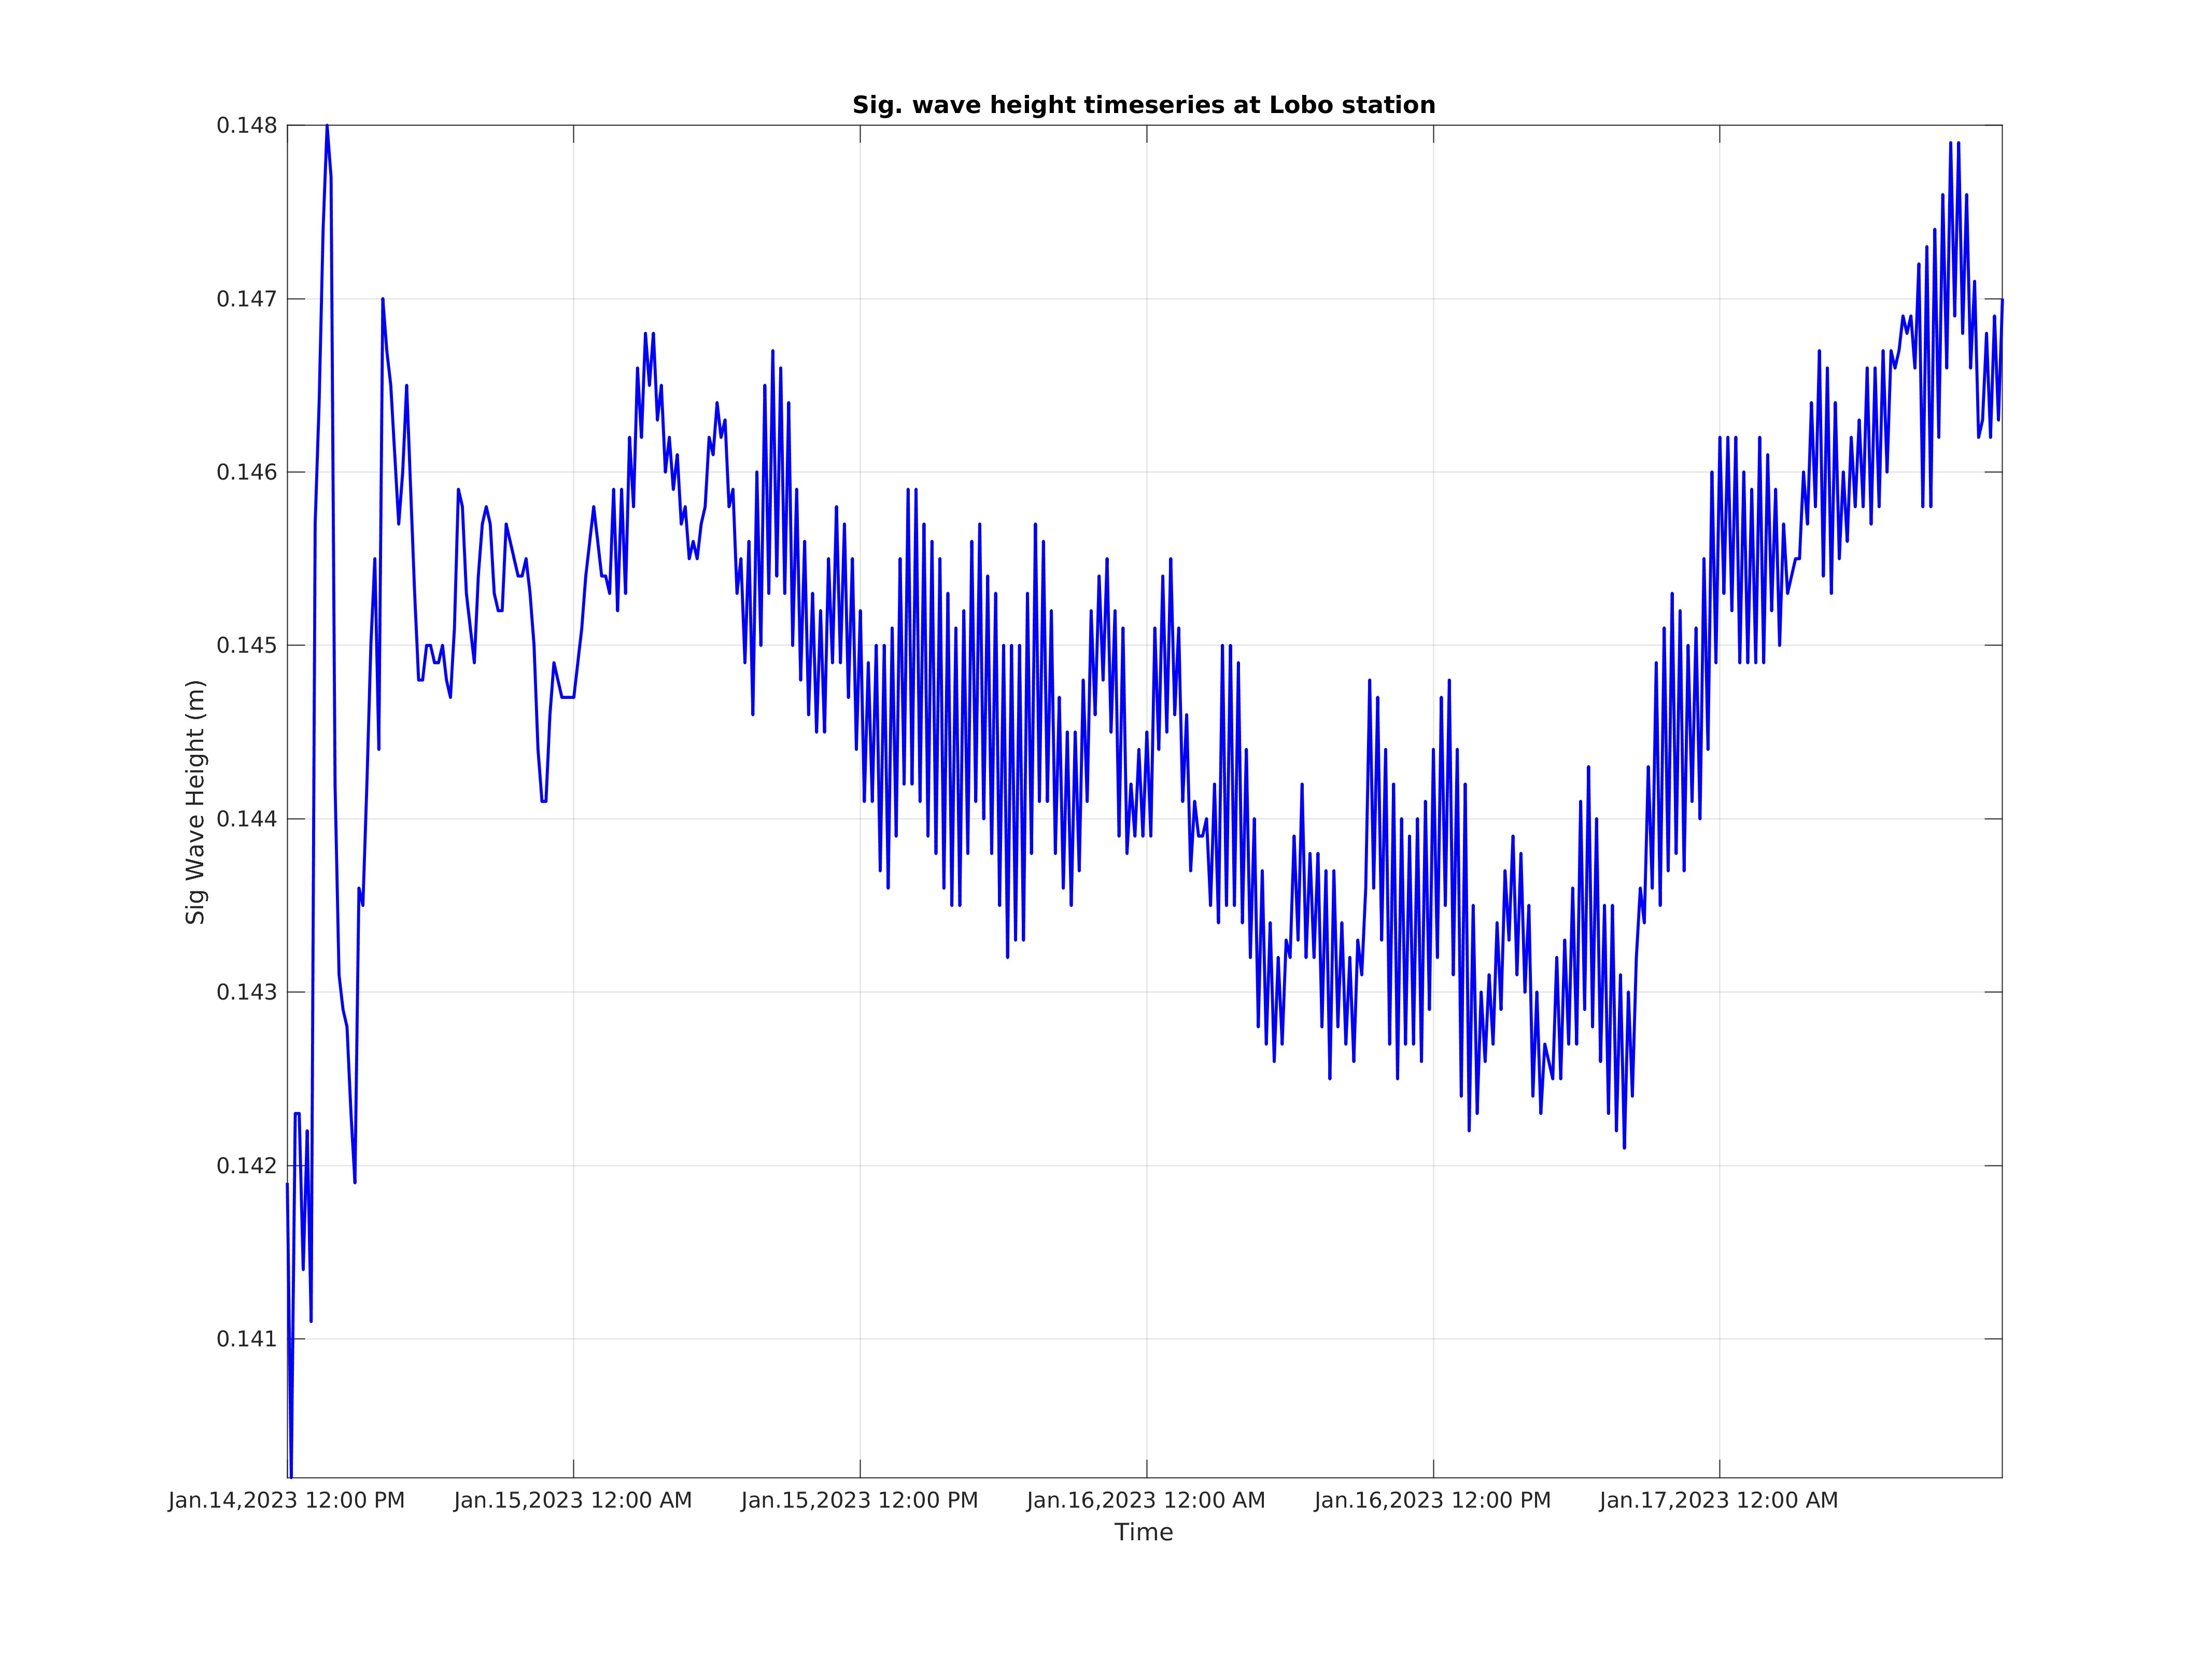 Sig. wave height timeseries at Lobo station
0.148
0.147
0.146
0.145
0.144
0.143
0.142
0.141
Sig Wave Height (m)
Jan.14,2023 12:00 PM Jan.15,2023 12:00 AM Jan.15,2023 12:00 PM Jan.16,2023 12:00 AM Jan.16,2023 12:00 PM Jan.17,2023 12:00 AM
Time